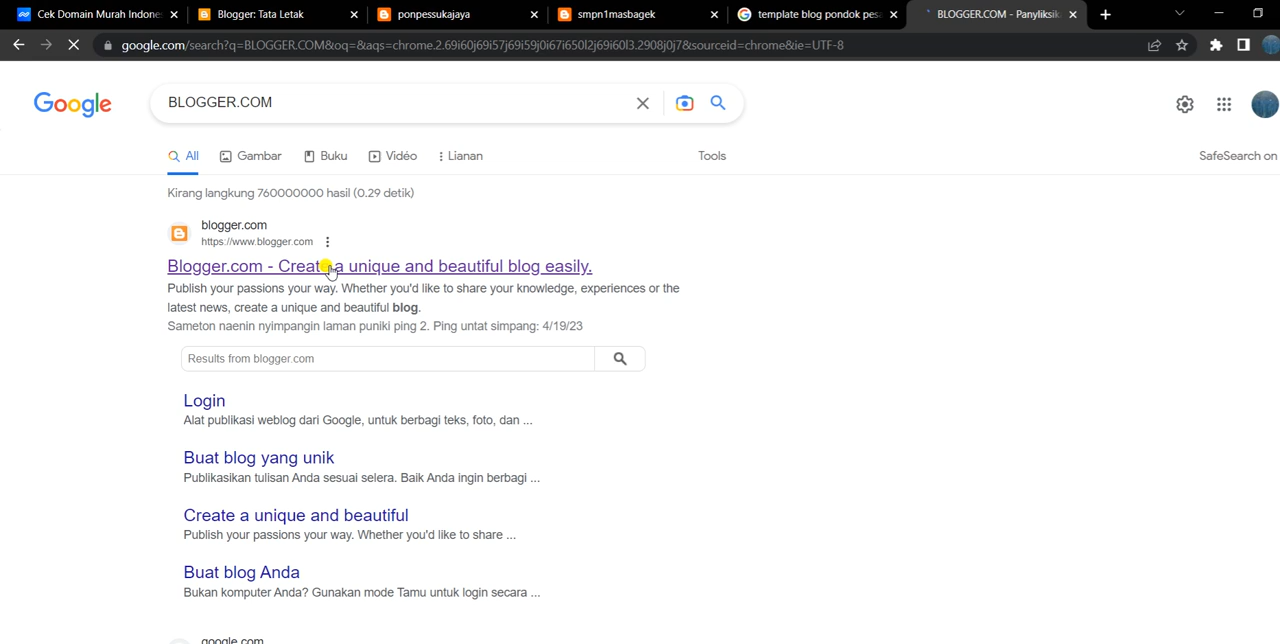 Cek Domain Murah Indone
Blogger: Tata Letak
ponpessukajaya
smpn1masbagek
template blog pondok pesa
BLOGGER.COM - Panyliksik
google.com/search?q=BLOGGER.COM&oq=&aqs=chrome.2.69i60j69i57j69i59j0i67i650l2j69i60l3.2908j0j7&sourceid=chrome&ie=UTF-8
Google
BLOGGER.COM
All
Gambar
Buku
Vidéo
Lianan
Tools
SafeSearch on
Kirang langkung 760000000 hasil (0.29 detik)
blogger.com
https://www.blogger.com
Blogger.com - Create a unique and beautiful blog easily.
Publish your passions your way. Whether you'd like to share your knowledge, experiences or the
latest news, create a unique and beautiful blog.
Sameton naenin nyimpangin laman puniki ping 2. Ping untat simpang: 4/19/23
Results from blogger.com
Login
Alat publikasi weblog dari Google, untuk berbagi teks, foto, dan ...
Buat blog yang unik
Publikasikan tulisan Anda sesuai selera. Baik Anda ingin berbagi ...
Create a unique and beautiful
Publish your passions your way. Whether you'd like to share ...
Buat blog Anda
Bukan komputer Anda? Gunakan mode Tamu untuk login secara ...
google.com